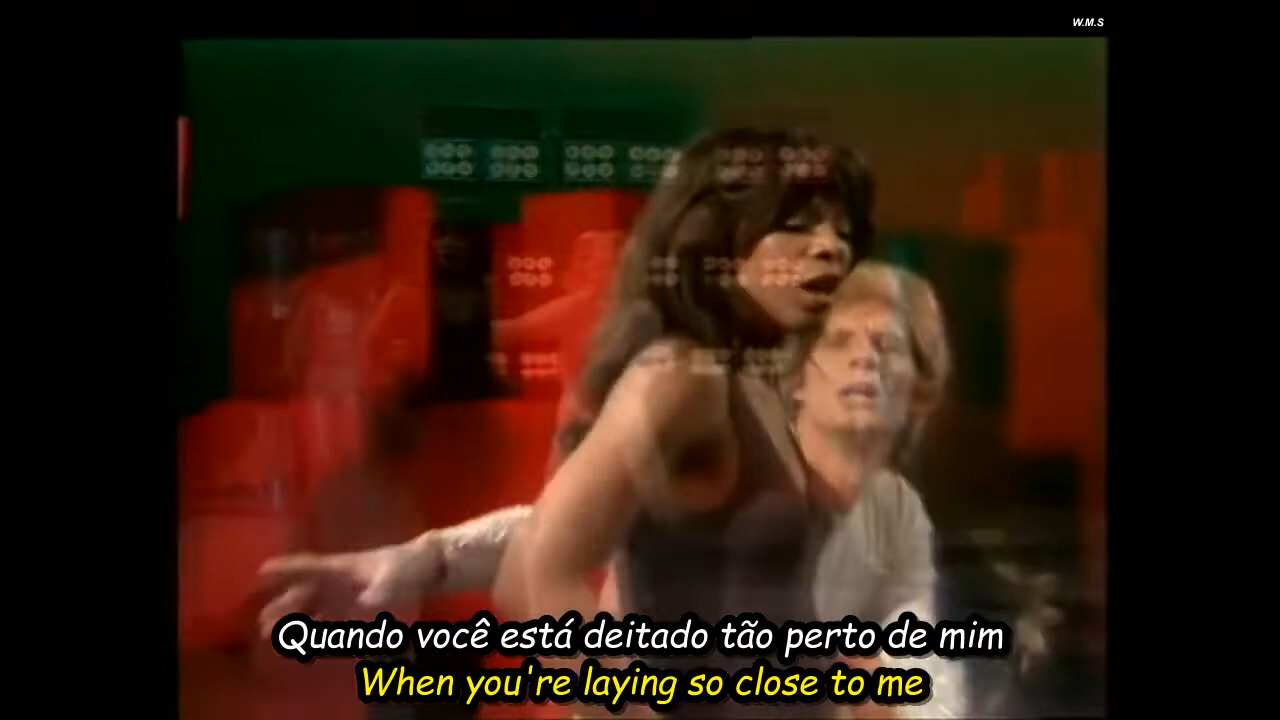 W.M.S
Quando você está deitado tão perto de mim
When you're laying so close to me